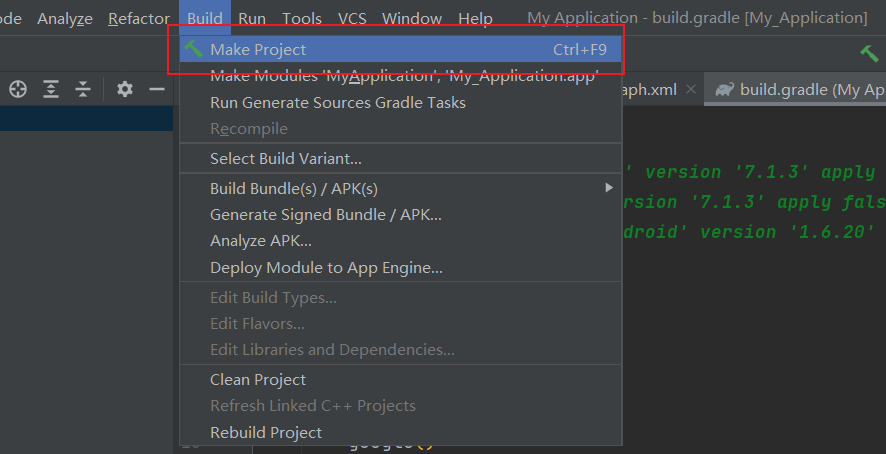 ode Analyze Refactor Build Run Tools VCS Window Help My Application - build.gradle [My_Application]
Make Project Ctrl+F9
Make Modules 'MyApplication', 'My_Application.app'
aph.xml build.gradle (My Ap
Run Generate Sources Gradle Tasks
Recompile
Select Build Variant...
' version '7.1.3' apply
Build Bundle(s) / APK(s)
rsion '7.1.3' apply fals
Generate Signed Bundle / APK...
droid' version '1.6.20'
Analyze APK...
Deploy Module to App Engine...
Edit Build Types...
Edit Flavors...
Edit Libraries and Dependencies...
Clean Project
Refresh Linked C++ Projects
Rebuild Project
google()